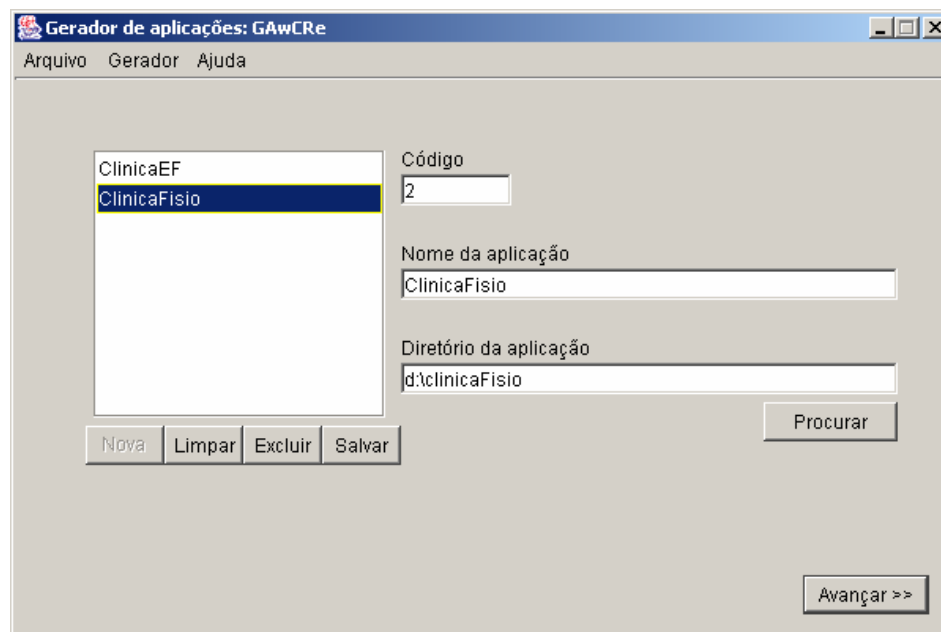 Gerador de aplicações: GAwCRe
Arquivo Gerador Ajuda
ClinicaEF
ClinicaFisio
Código
2
Nome da aplicação
ClinicaFisio
Diretório da aplicação
d:\clinicaFisio
Procurar
Nova Limpar Excluir Salvar
Avançar >>